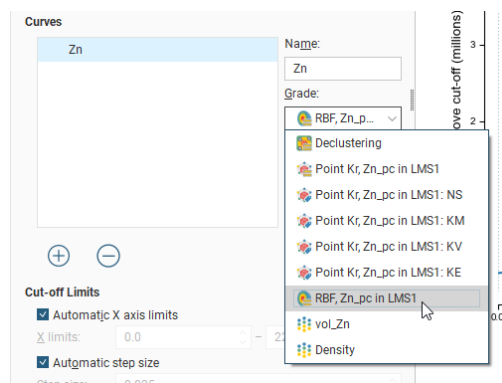 Curves
Zn
Name:
Zn
Grade:
RBF, Zn_p...
Declustering
Point Kr, Zn_pc in LMS1
Point Kr, Zn_pc in LMS1: NS
Point Kr, Zn_pc in LMS1: KM
Point Kr, Zn_pc in LMS1: KV
Point Kr, Zn_pc in LMS1: KE
RBF, Zn_pc in LMS1
vol_Zn
Density
Cut-off Limits
Automatic X axis limits
X limits: 0.0 – 22
Automatic step size
cut-off (millions)
3
2